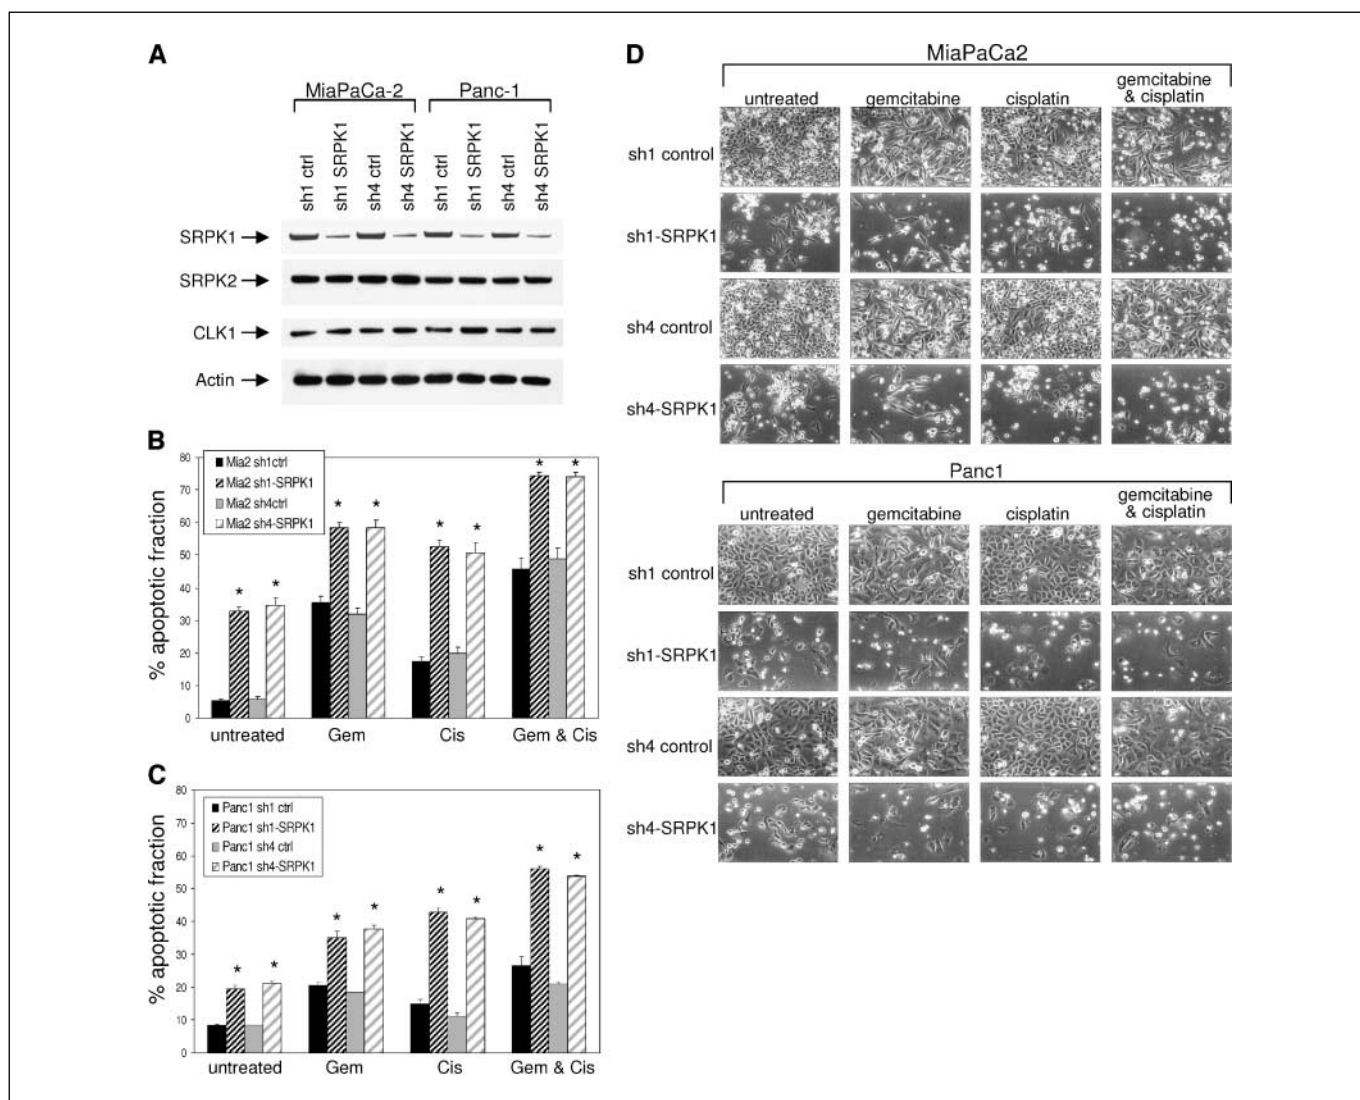 A
MiaPaCa-2 Panc-1
sh1 ctrl
sh1 SRPK1
sh4 ctrl
sh4 SRPK1
sh1 ctrl
sh1 SRPK1
sh4 ctrl
sh4 SRPK1
SRPK1
SRPK2
CLK1
Actin
B
% apoptotic fraction
80
70
60
50
40
30
20
10
0
Mia2 sh1ctrl
Mia2 sh1-SRPK1
Mia2 sh4ctrl
Mia2 sh4-SRPK1
* * * * * * * *
untreated Gem Cis Gem & Cis
C
% apoptotic fraction
80
70
60
50
40
30
20
10
0
Panc1 sh1 ctrl
Panc1 sh1-SRPK1
Panc1 sh4 ctrl
Panc1 sh4-SRPK1
* * * * * * * *
untreated Gem Cis Gem & Cis
D
MiaPaCa2
untreated gemcitabine cisplatin gemcitabine
& cisplatin
sh1 control
sh1-SRPK1
sh4 control
sh4-SRPK1
Panc1
untreated gemcitabine cisplatin gemcitabine
& cisplatin
sh1 control
sh1-SRPK1
sh4 control
sh4-SRPK1